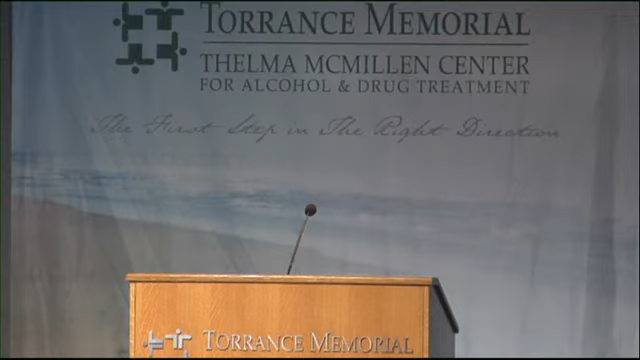 TORRANCE MEMORIAL
THELMA MCMILLEN CENTER
FOR ALCOHOL & DRUG TREATMENT
The First Step in The Right Direction
TORRANCE MEMORIAL